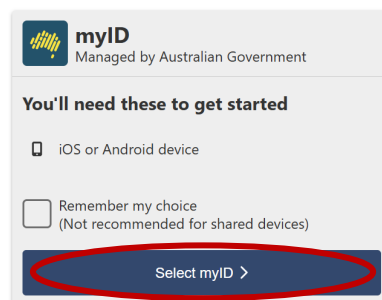 myID
Managed by Australian Government
You'll need these to get started
iOS or Android device
Remember my choice
(Not recommended for shared devices)
Select myID